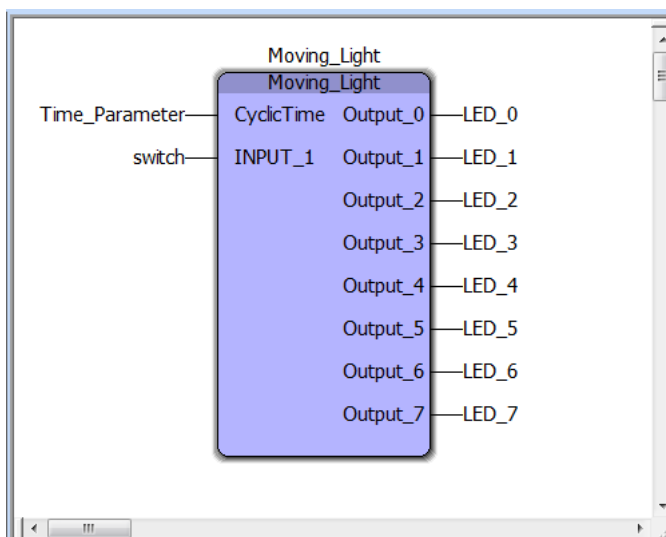 Moving_Light
Moving_Light
Time_Parameter CyclicTime Output_0 LED_0
switch INPUT_1 Output_1 LED_1
Output_2 LED_2
Output_3 LED_3
Output_4 LED_4
Output_5 LED_5
Output_6 LED_6
Output_7 LED_7